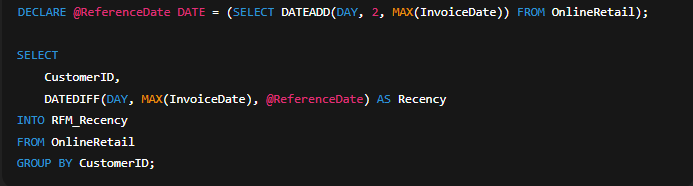 DECLARE @ReferenceDate DATE = (SELECT DATEADD(DAY, 2, MAX(InvoiceDate)) FROM OnlineRetail);
SELECT
CustomerID,
DATEDIFF(DAY, MAX(InvoiceDate), @ReferenceDate) AS Recency
INTO RFM_Recency
FROM OnlineRetail
GROUP BY CustomerID;